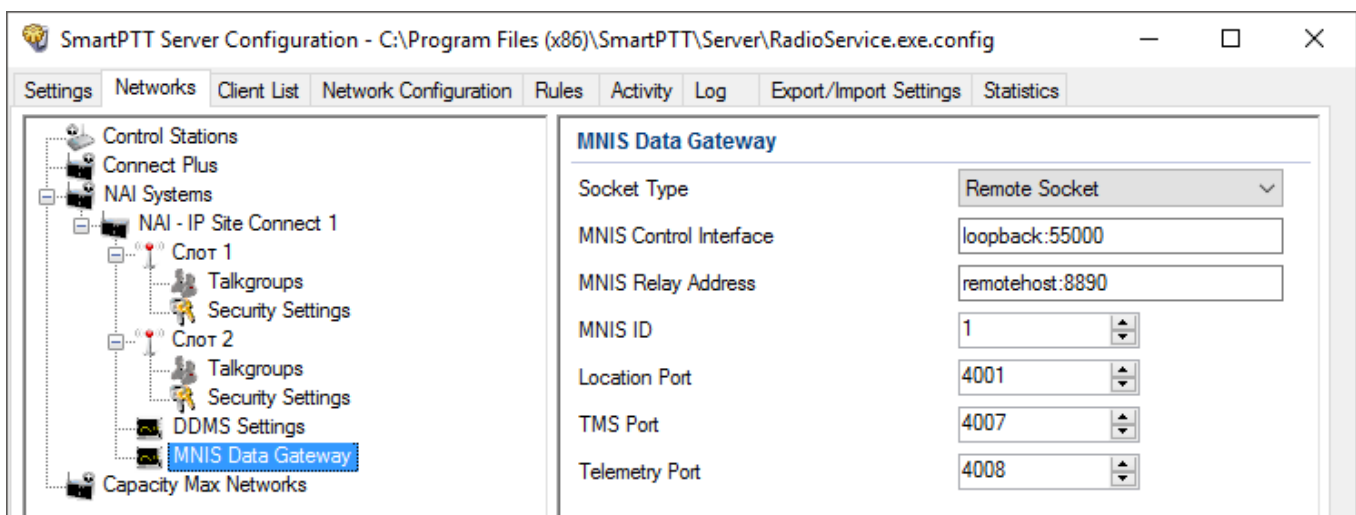 SmartPTT Server Configuration - C:\Program Files (x86)\SmartPTT\Server\RadioService.exe.config
Settings Networks Client List Network Configuration Rules Activity Log Export/Import Settings Statistics
Control Stations
Connect Plus
NAI Systems
NAI - IP Site Connect 1
Слот 1
Talkgroups
Security Settings
Слот 2
Talkgroups
Security Settings
DDMS Settings
MNIS Data Gateway
Capacity Max Networks
MNIS Data Gateway
Socket Type Remote Socket
MNIS Control Interface loopback:55000
MNIS Relay Address remotehost:8890
MNIS ID 1
Location Port 4001
TMS Port 4007
Telemetry Port 4008